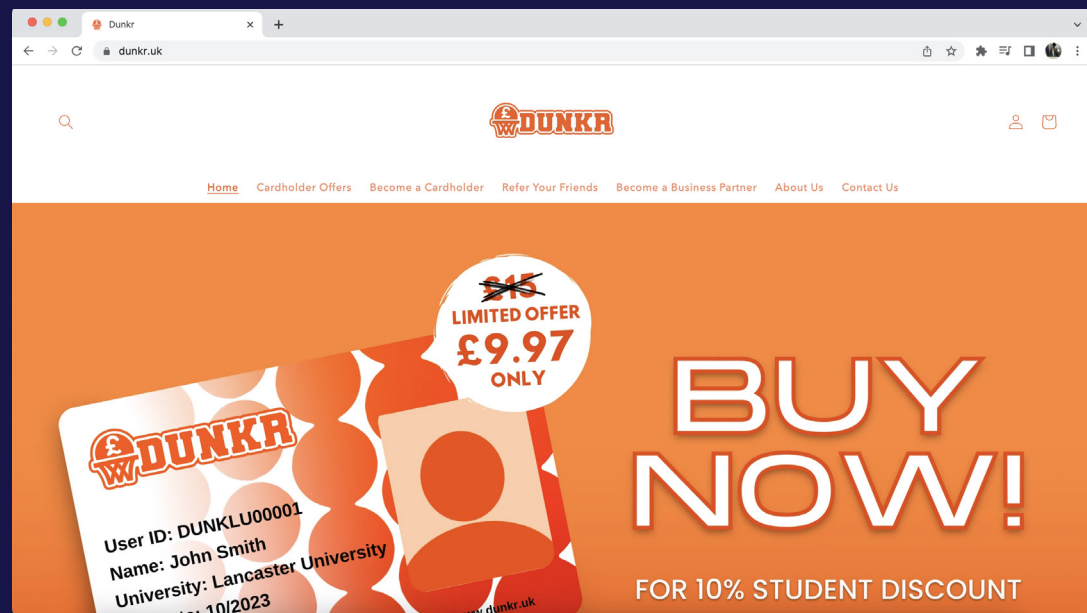 Dunkr
dunkr.uk
£
DUNKR
Home Cardholder Offers Become a Cardholder Refer Your Friends Become a Business Partner About Us Contact Us
£15
LIMITED OFFER
£9.97
ONLY
£
DUNKR
User ID: DUNKLU00001
Name: John Smith
University: Lancaster University
10/2023
dunkr.uk
BUY
NOW!
FOR 10% STUDENT DISCOUNT